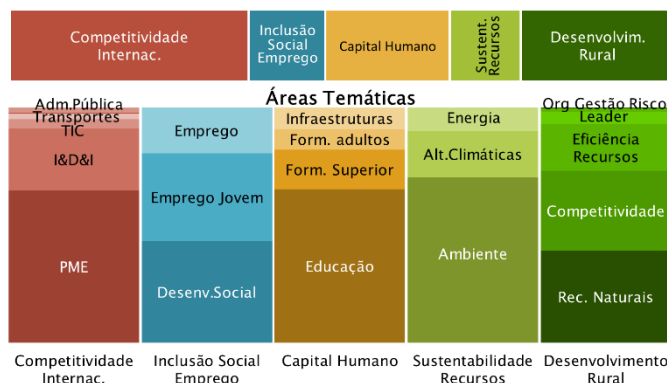 Competitividade
Internac.
Inclusão
Social
Emprego
Capital Humano
Sustent.
Recursos
Desenvolvim.
Rural
Áreas Temáticas
Adm.Pública
Transportes
TIC
I&D&I
PME
Emprego
Emprego Jovem
Desenv.Social
Infraestruturas
Form. adultos
Form. Superior
Educação
Energia
Alt.Climáticas
Ambiente
Org Gestão Risco
Leader
Eficiência
Recursos
Competitividade
Rec. Naturais
Competitividade
Internac.
Inclusão Social
Emprego
Capital Humano
Sustentabilidade
Recursos
Desenvolvimento
Rural